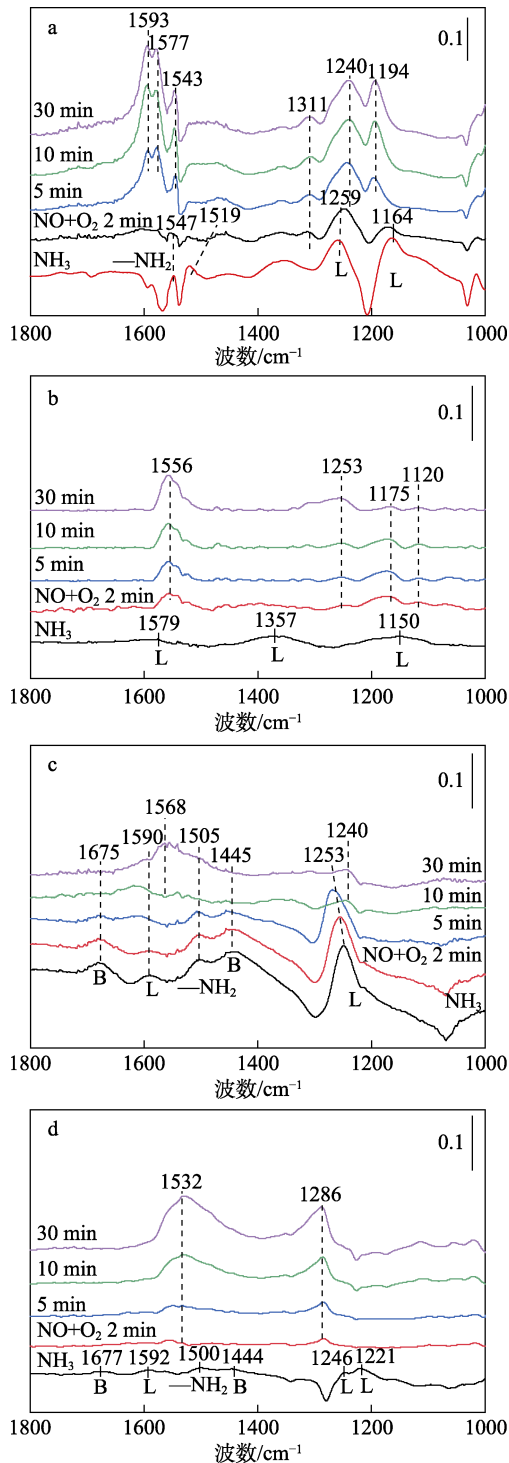 a
1593
1577
1543
1311
1240
1194
0.1
30 min
10 min
5 min
NO+O₂ 2 min
1547
1519
1259
1164
NH₃
—NH₂
L
L
1800 1600 1400 1200 1000
波数/cm⁻¹
b
0.1
1556
1253
1175
1120
30 min
10 min
5 min
NO+O₂ 2 min
NH₃
1579
1357
1150
L
L
L
1800 1600 1400 1200 1000
波数/cm⁻¹
c
0.1
1675
1590
1568
1505
1445
1253
1240
30 min
10 min
5 min
NO+O₂ 2 min
NH₃
B
L
—NH₂
B
L
1800 1600 1400 1200 1000
波数/cm⁻¹
d
0.1
1532
1286
30 min
10 min
5 min
NO+O₂ 2 min
NH₃
1677
1592
1500
1444
1246
1221
B
L
—NH₂
B
L
L
1800 1600 1400 1200 1000
波数/cm⁻¹